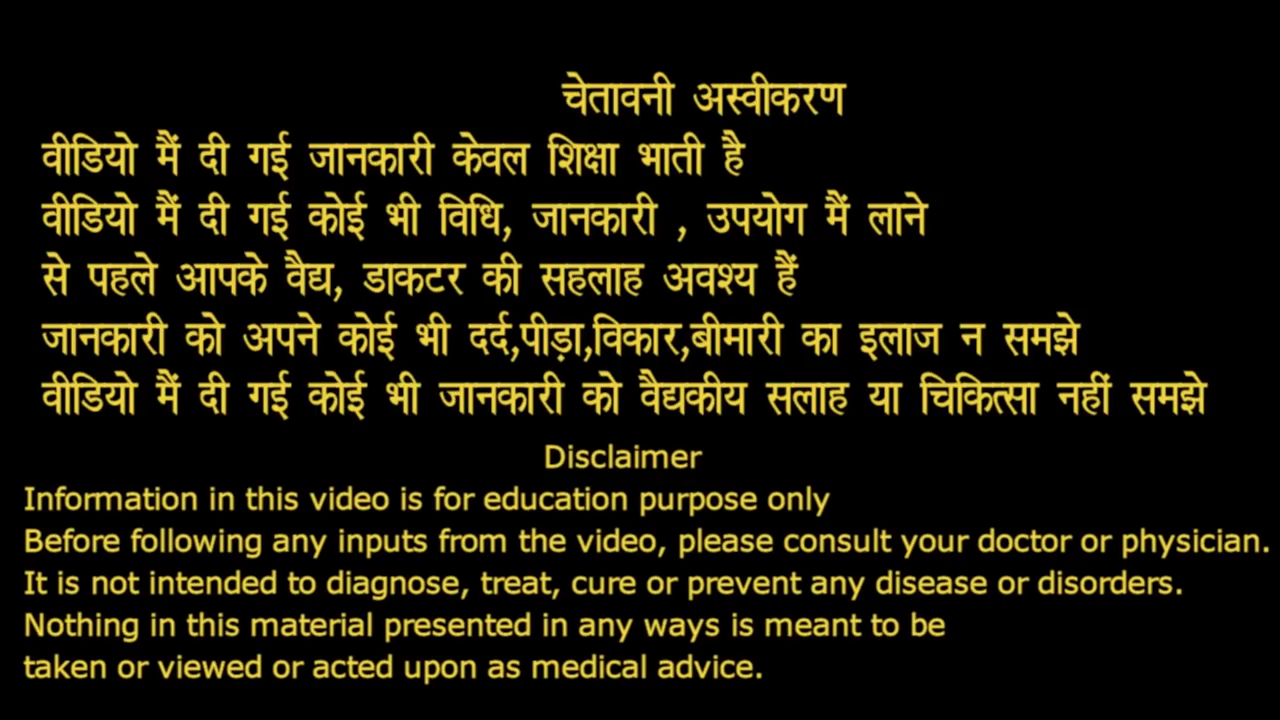 चेतावनी अस्वीकरण
वीडियो मैं दी गई जानकारी केवल शिक्षा भाती है
वीडियो मैं दी गई कोई भी विधि, जानकारी , उपयोग मैं लाने
से पहले आपके वैद्य, डाकटर की सहलाह अवश्य हैं
जानकारी को अपने कोई भी दर्द,पीड़ा,विकार,बीमारी का इलाज न समझे
वीडियो मैं दी गई कोई भी जानकारी को वैद्यकीय सलाह या चिकित्सा नहीं समझे
Disclaimer
Information in this video is for education purpose only
Before following any inputs from the video, please consult your doctor or physician.
It is not intended to diagnose, treat, cure or prevent any disease or disorders.
Nothing in this material presented in any ways is meant to be
taken or viewed or acted upon as medical advice.